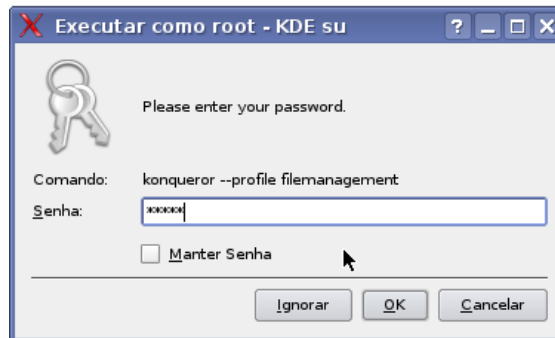 Executar como root - KDE su
Please enter your password.
Comando: konqueror --profile filemanagement
Senha: *****
Manter Senha
Ignorar OK Cancelar